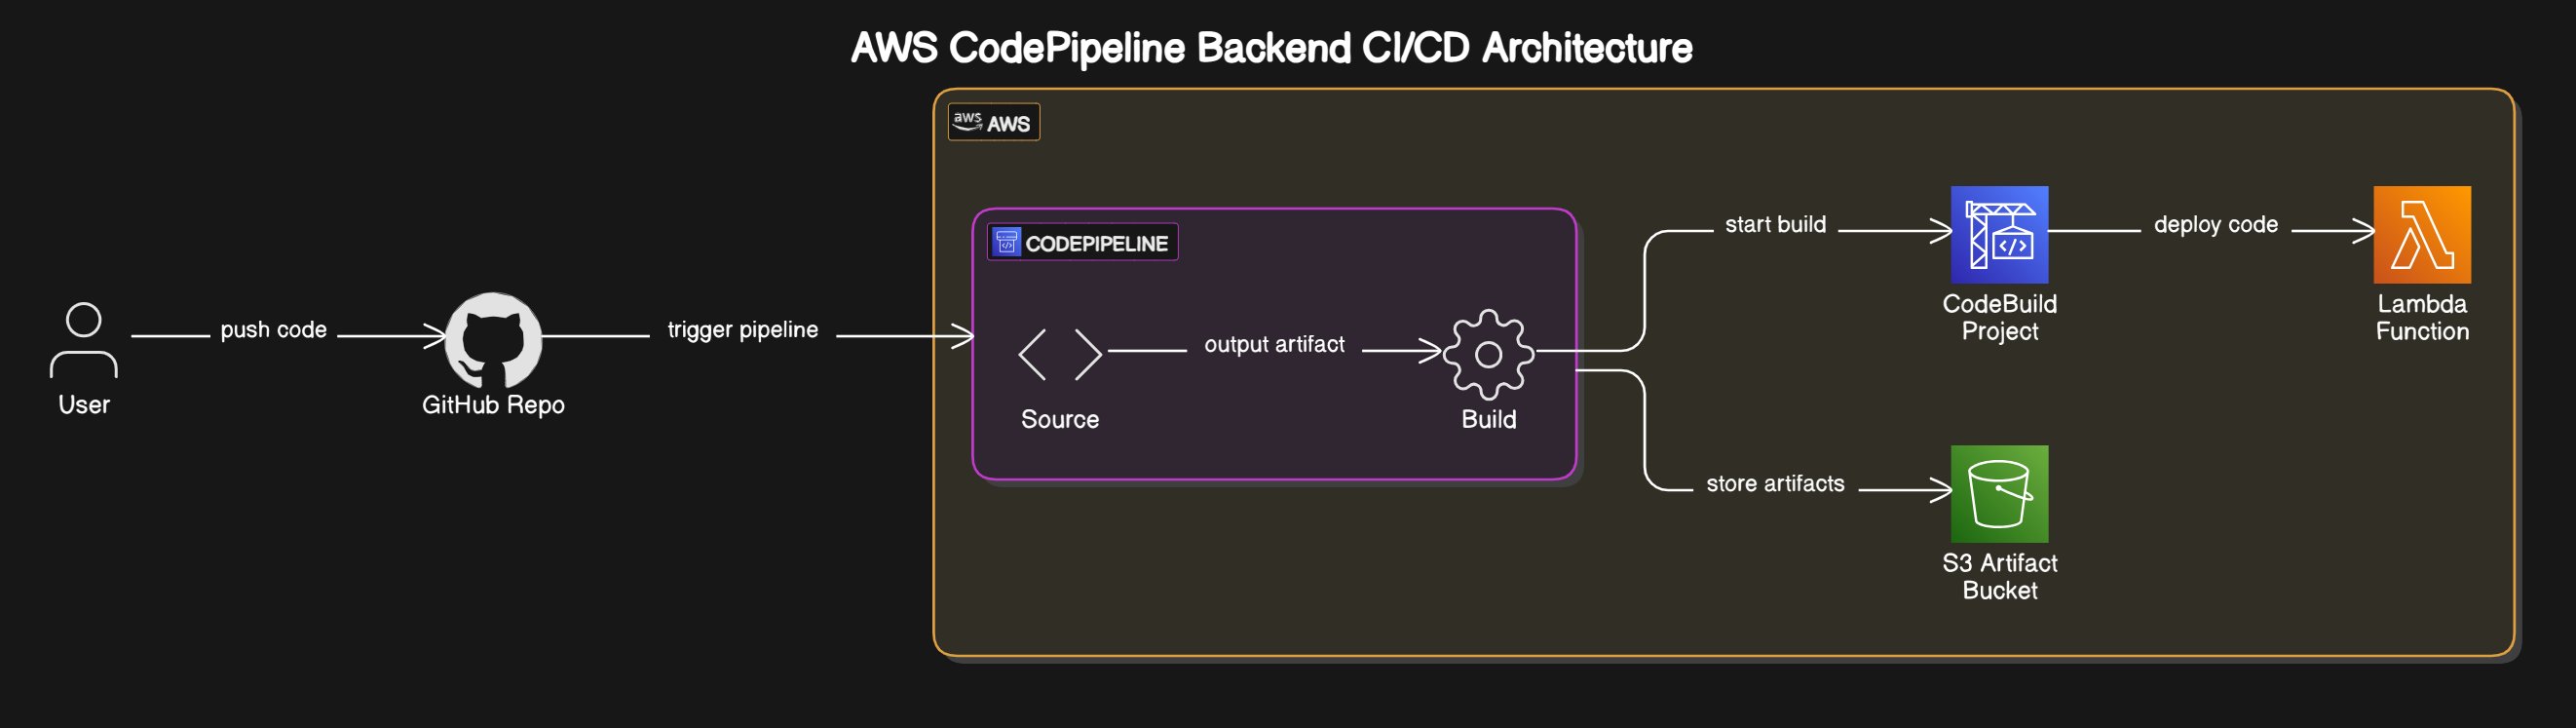 AWS CodePipeline Backend CI/CD Architecture
aws AWS
CODEPIPELINE
push code
trigger pipeline
output artifact
start build
deploy code
store artifacts
User
GitHub Repo
Source
Build
CodeBuild
Project
Lambda
Function
S3 Artifact
Bucket